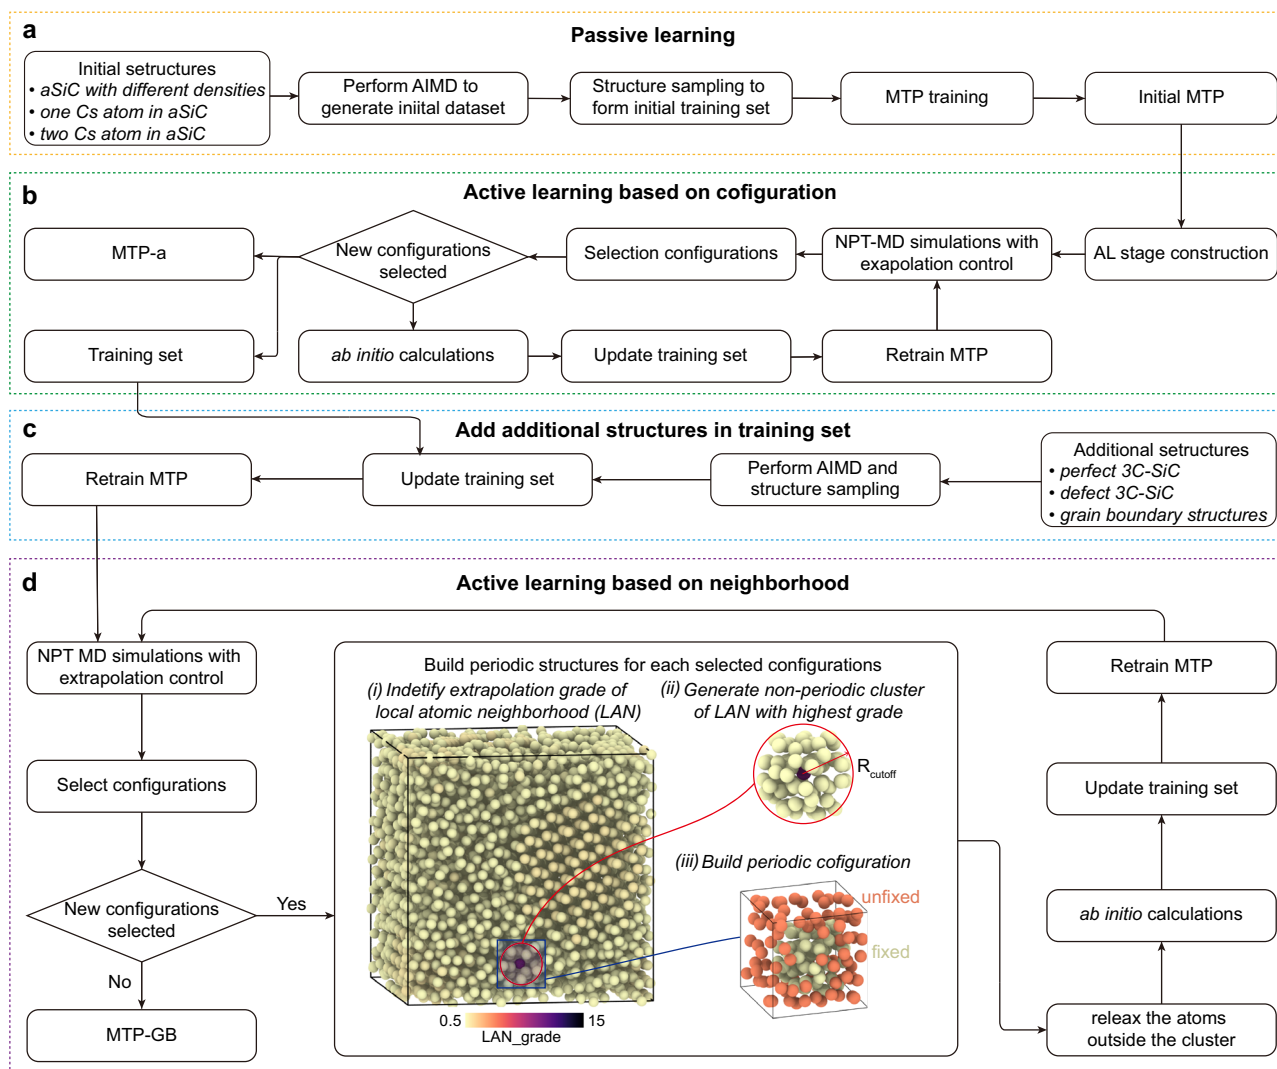 a
Passive learning
Initial setructures
• aSiC with different densities
• one Cs atom in aSiC
• two Cs atom in aSiC
Perform AIMD to
generate iniital dataset
Structure sampling to
form initial training set
MTP training
Initial MTP
b
Active learning based on cofiguration
MTP-a
New configurations
selected
Selection configurations
NPT-MD simulations with
exapolation control
AL stage construction
Training set
ab initio calculations
Update training set
Retrain MTP
c
Add additional structures in training set
Retrain MTP
Update training set
Perform AIMD and
structure sampling
Additional setructures
• perfect 3C-SiC
• defect 3C-SiC
• grain boundary structures
d
Active learning based on neighborhood
NPT MD simulations with
extrapolation control
Select configurations
New configurations
selected
Yes
No
MTP-GB
Build periodic structures for each selected configurations
(i) Indetify extrapolation grade of
local atomic neighborhood (LAN)
(ii) Generate non-periodic cluster
of LAN with highest grade
Rcutoff
(iii) Build periodic cofiguration
unfixed
fixed
0.5
15
LAN_grade
Retrain MTP
Update training set
ab initio calculations
releax the atoms
outside the cluster